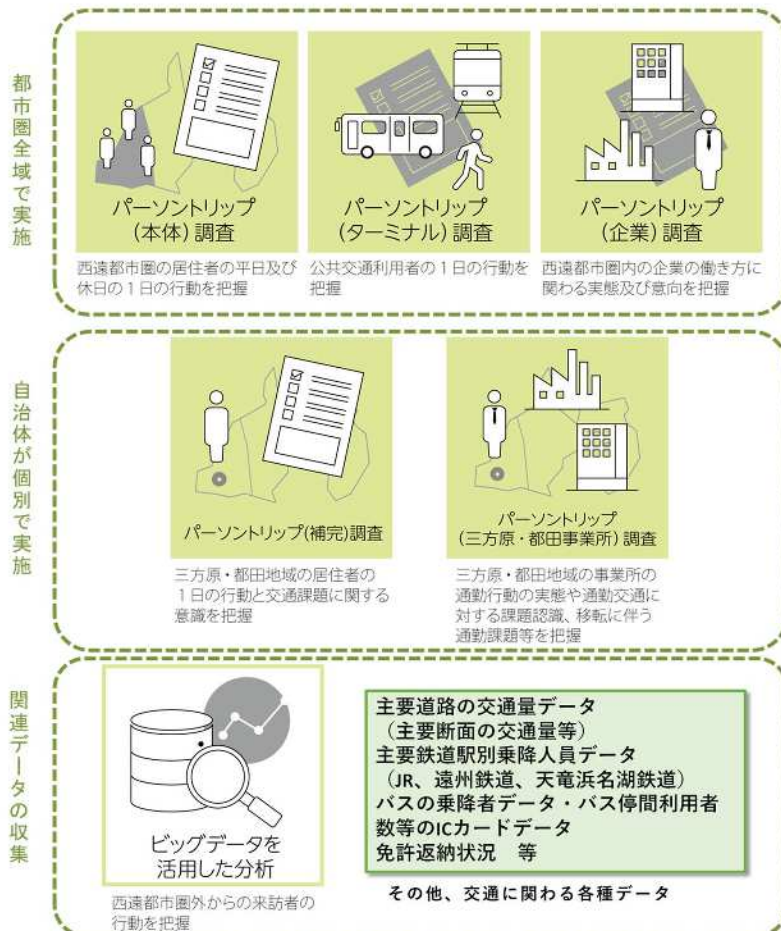 都市圏全域で実施
パーソントリップ
（本体）調査
西遠都市圏の居住者の平日及び
休日の１日の行動を把握
パーソントリップ
（ターミナル）調査
公共交通利用者の１日の行動を
把握
パーソントリップ
（企業）調査
西遠都市圏内の企業の働き方に
関わる実態及び意向を把握
自治体が個別で実施
パーソントリップ(補完)調査
三方原・都田地域の居住者の
１日の行動と交通課題に関する
意識を把握
パーソントリップ
（三方原・都田事業所）調査
三方原・都田地域の事業所の
通勤行動の実態や通勤交通に
対する課題認識、移転に伴う
通勤課題等を把握
関連データの収集
ビッグデータを
活用した分析
西遠都市圏外からの来訪者の
行動を把握
主要道路の交通量データ
（主要断面の交通量等）
主要鉄道駅別乗降人員データ
（JR、遠州鉄道、天竜浜名湖鉄道）
バスの乗降者データ・バス停間利用者
数等のICカードデータ
免許返納状況　等
その他、交通に関わる各種データ